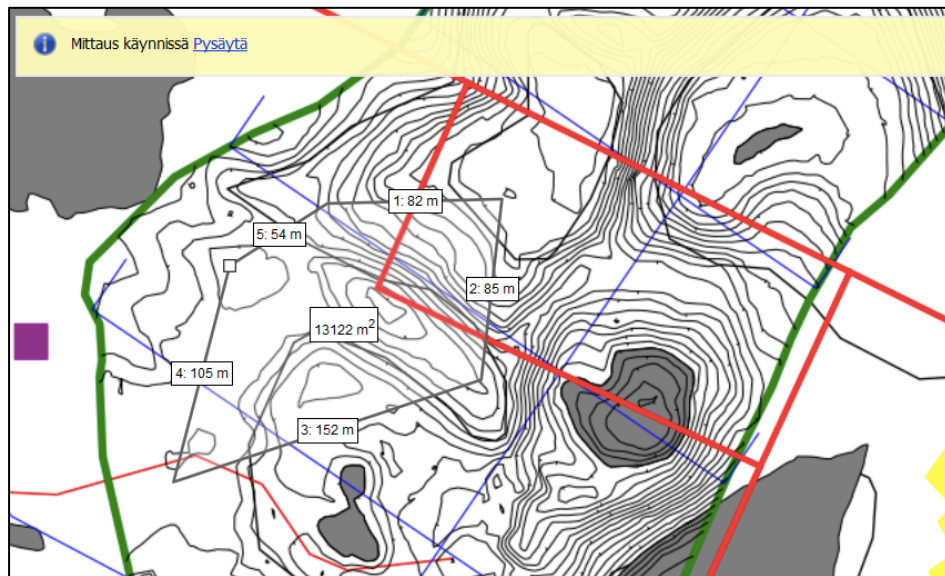 Mittaus käynnissä Pysäytä
1: 82 m
5: 54 m
2: 85 m
13122 m²
4: 105 m
3: 152 m